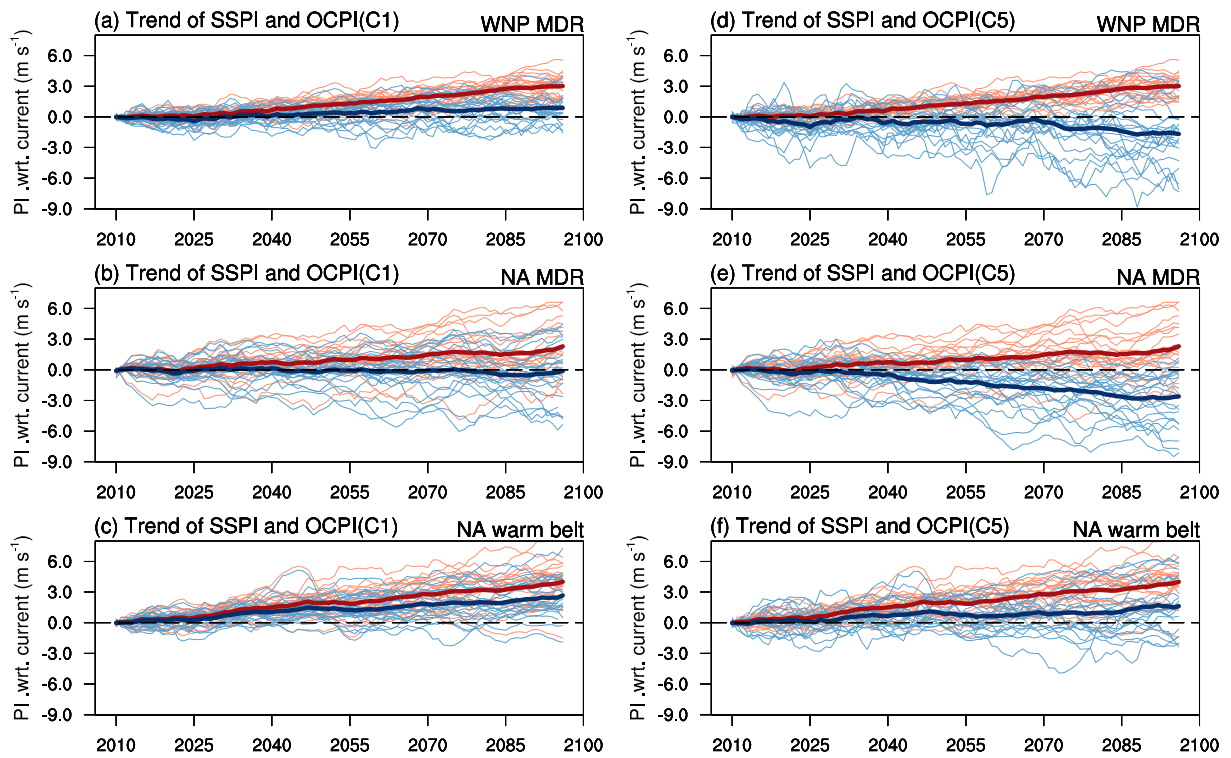 (a) Trend of SSPI and OCPI(C1) WNP MDR
PI .wrt. current (m s⁻¹)
6.0
3.0
0.0
-3.0
-6.0
-9.0
2010 2025 2040 2055 2070 2085 2100
(d) Trend of SSPI and OCPI(C5) WNP MDR
PI .wrt. current (m s⁻¹)
6.0
3.0
0.0
-3.0
-6.0
-9.0
2010 2025 2040 2055 2070 2085 2100
(b) Trend of SSPI and OCPI(C1) NA MDR
PI .wrt. current (m s⁻¹)
6.0
3.0
0.0
-3.0
-6.0
-9.0
2010 2025 2040 2055 2070 2085 2100
(e) Trend of SSPI and OCPI(C5) NA MDR
PI .wrt. current (m s⁻¹)
6.0
3.0
0.0
-3.0
-6.0
-9.0
2010 2025 2040 2055 2070 2085 2100
(c) Trend of SSPI and OCPI(C1) NA warm belt
PI .wrt. current (m s⁻¹)
6.0
3.0
0.0
-3.0
-6.0
-9.0
2010 2025 2040 2055 2070 2085 2100
(f) Trend of SSPI and OCPI(C5) NA warm belt
PI .wrt. current (m s⁻¹)
6.0
3.0
0.0
-3.0
-6.0
-9.0
2010 2025 2040 2055 2070 2085 2100